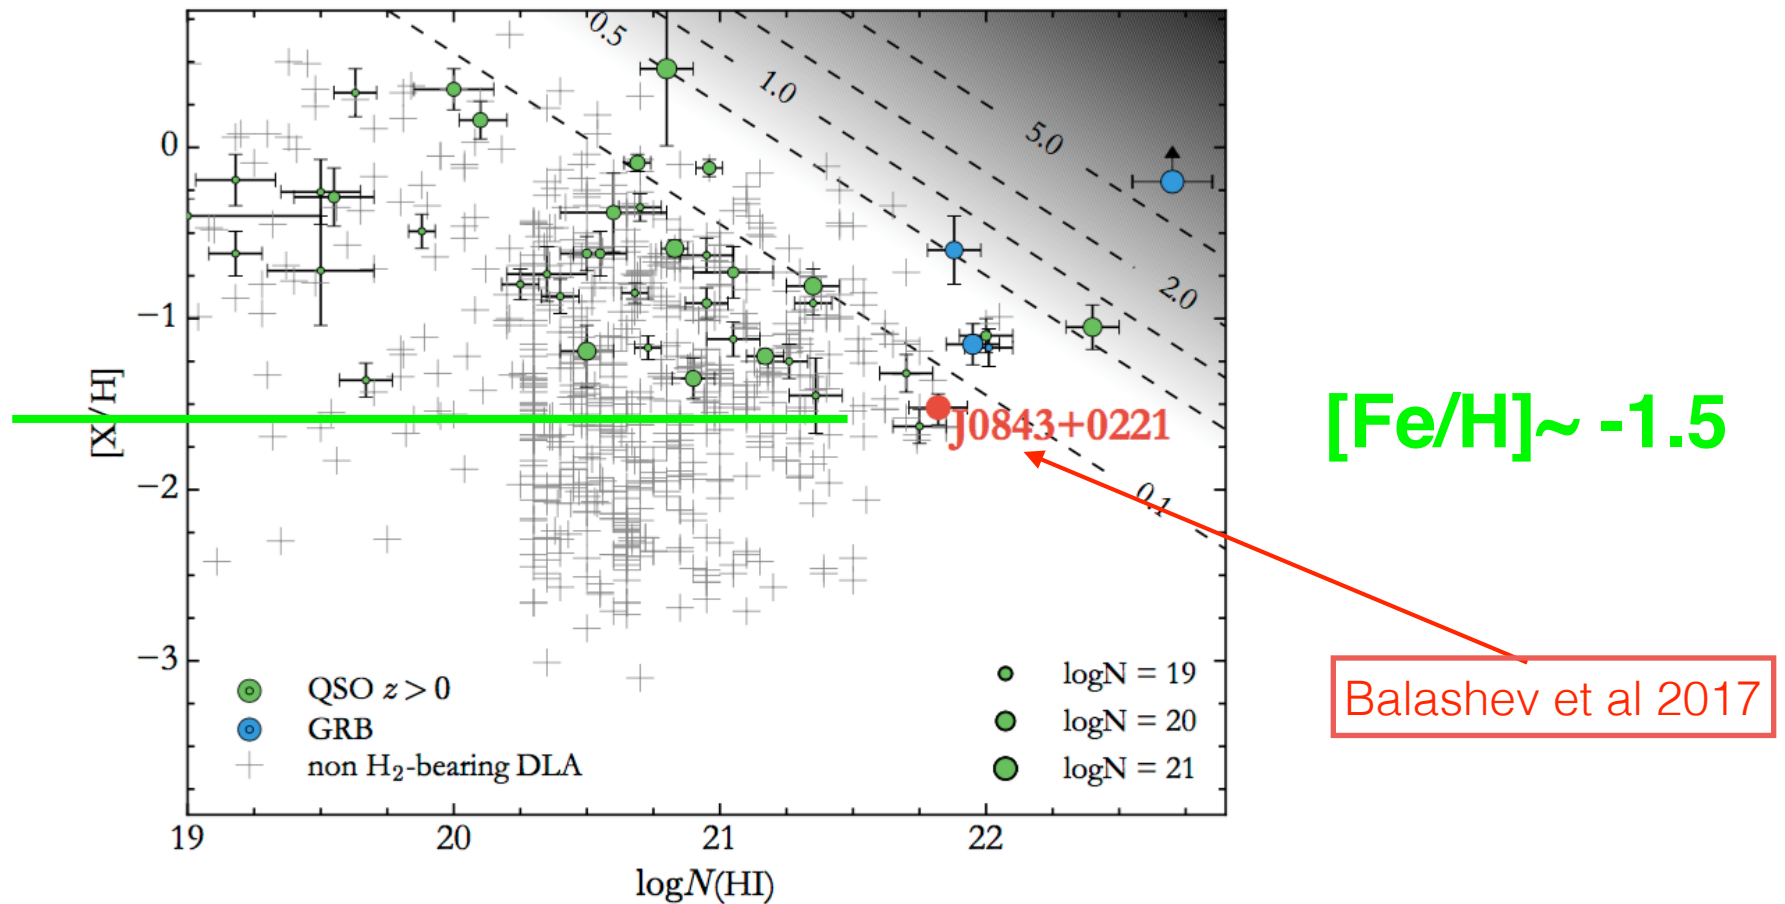 0.5
1.0
5.0
2.0
0.1
0
−1
−2
−3
[X/H]
19
20
21
22
logN(HI)
QSO z > 0
GRB
non H₂-bearing DLA
logN = 19
logN = 20
logN = 21
J0843+0221
[Fe/H]~ -1.5
Balashev et al 2017